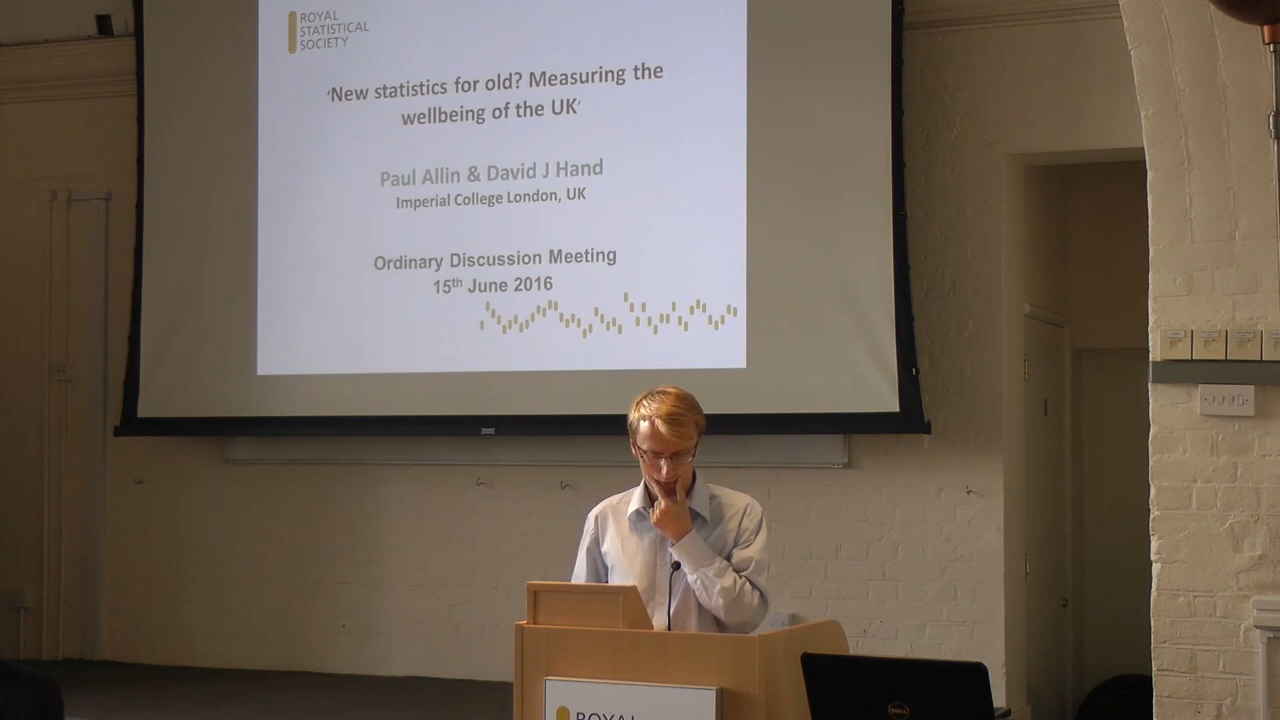 ROYAL
STATISTICAL
SOCIETY
'New statistics for old? Measuring the
wellbeing of the UK'
Paul Allin & David J Hand
Imperial College London, UK
Ordinary Discussion Meeting
15th June 2016
ROYAL
DELL